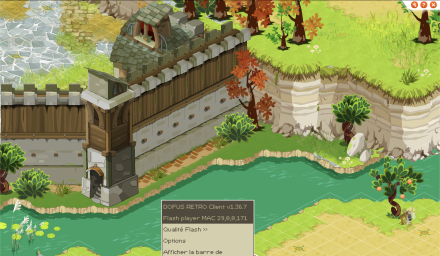 DOFUS RETRO Client v1.36.7
Flash player MAC 29,0,0,171
Qualité Flash >>
Options
Afficher la barre de